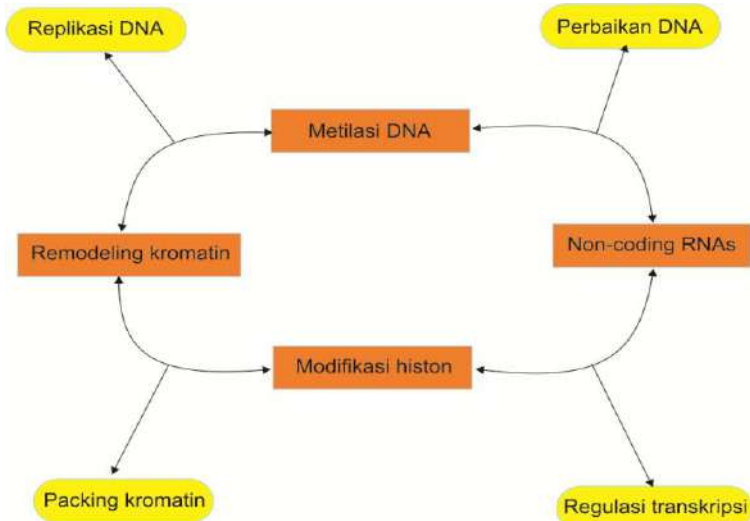 Replikasi DNA
Perbaikan DNA
Metilasi DNA
Remodeling kromatin
Non-coding RNAs
Modifikasi histon
Packing kromatin
Regulasi transkripsi